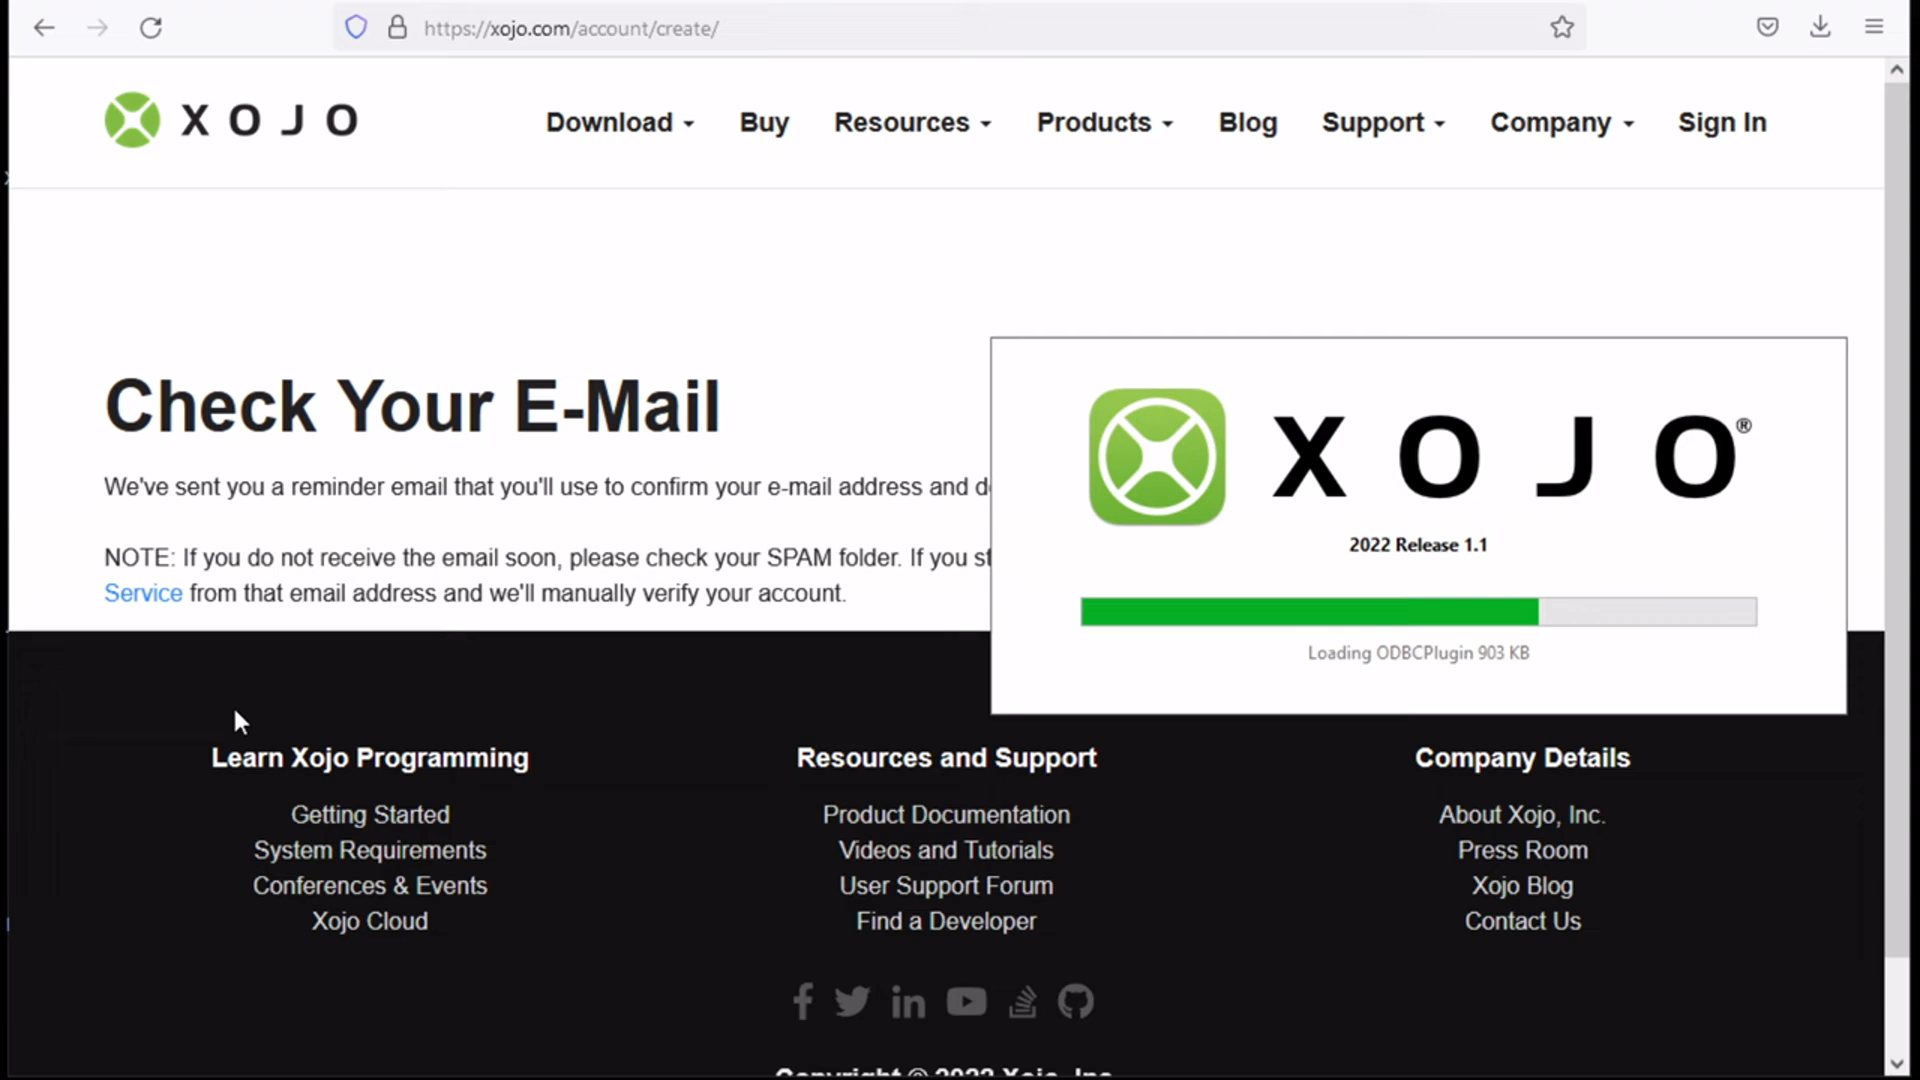 https://xojo.com/account/create/
XOJO
Download
Buy
Resources
Products
Blog
Support
Company
Sign In
Check Your E-Mail
We've sent you a reminder email that you'll use to confirm your e-mail address and
NOTE: If you do not receive the email soon, please check your SPAM folder. If you
Service from that email address and we'll manually verify your account.
XOJO®
2022 Release 1.1
Loading ODBCPlugin 903 KB
Learn Xojo Programming
Getting Started
System Requirements
Conferences & Events
Xojo Cloud
Resources and Support
Product Documentation
Videos and Tutorials
User Support Forum
Find a Developer
Company Details
About Xojo, Inc.
Press Room
Xojo Blog
Contact Us
Copyright © 2022 Xojo, Inc.